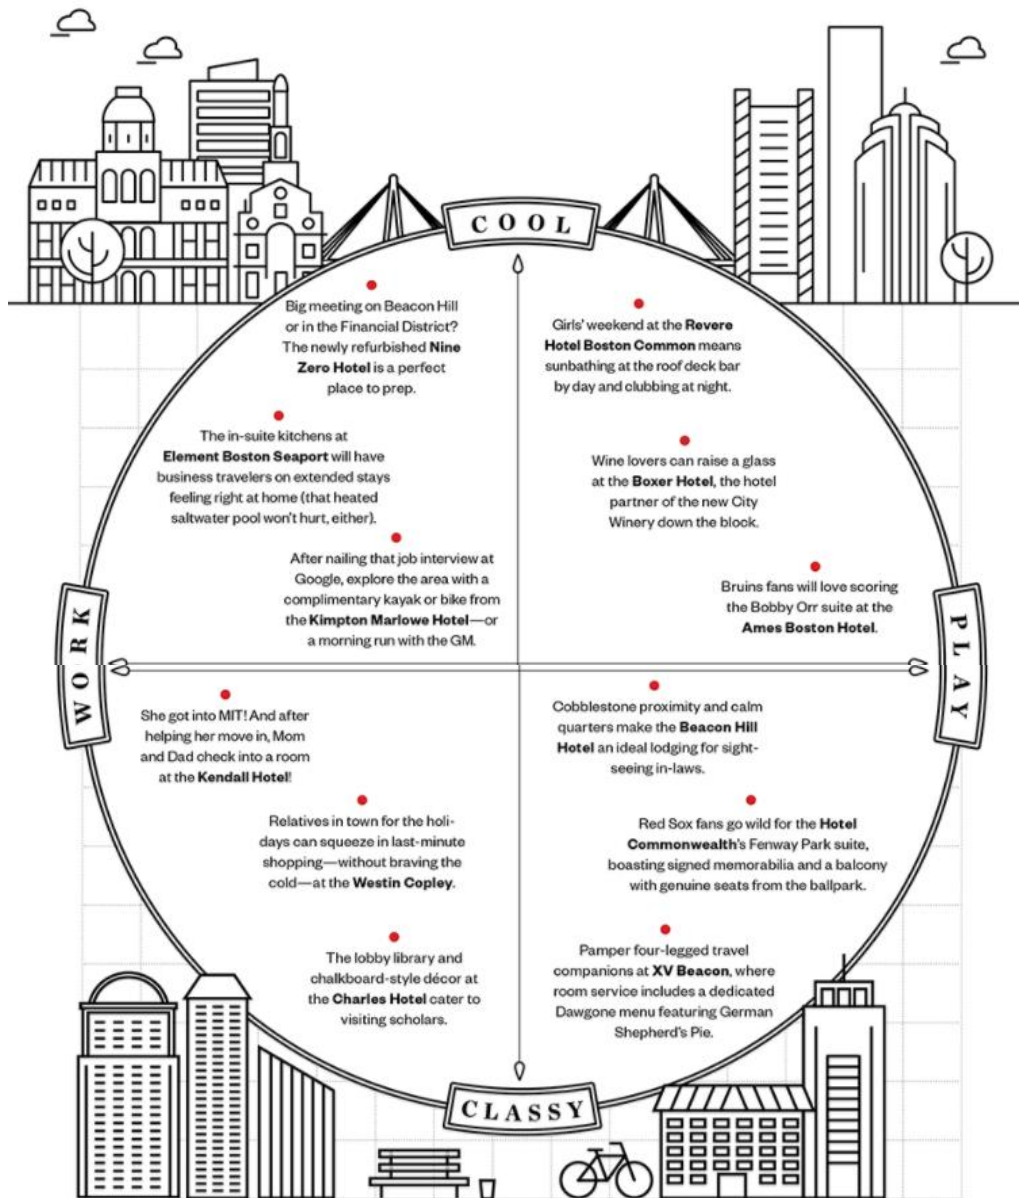 COOL
Big meeting on Beacon Hill
or in the Financial District?
The newly refurbished Nine
Zero Hotel is a perfect
place to prep.
Girls' weekend at the Revere
Hotel Boston Common means
sunbathing at the roof deck bar
by day and clubbing at night.
The in-suite kitchens at
Element Boston Seaport will have
business travelers on extended stays
feeling right at home (that heated
saltwater pool won't hurt, either).
Wine lovers can raise a glass
at the Boxer Hotel, the hotel
partner of the new City
Winery down the block.
After nailing that job interview at
Google, explore the area with a
complimentary kayak or bike from
the Kimpton Marlowe Hotel—or
a morning run with the GM.
Bruins fans will love scoring
the Bobby Orr suite at the
Ames Boston Hotel.
WORK
PLAY
She got into MIT! And after
helping her move in, Mom
and Dad check into a room
at the Kendall Hotel!
Cobblestone proximity and calm
quarters make the Beacon Hill
Hotel an ideal lodging for sight-
seeing in-laws.
Relatives in town for the holi-
days can squeeze in last-minute
shopping—without braving the
cold—at the Westin Copley.
Red Sox fans go wild for the Hotel
Commonwealth's Fenway Park suite,
boasting signed memorabilia and a balcony
with genuine seats from the ballpark.
The lobby library and
chalkboard-style décor at
the Charles Hotel cater to
visiting scholars.
Pamper four-legged travel
companions at XV Beacon, where
room service includes a dedicated
Dawgone menu featuring German
Shepherd's Pie.
CLASSY